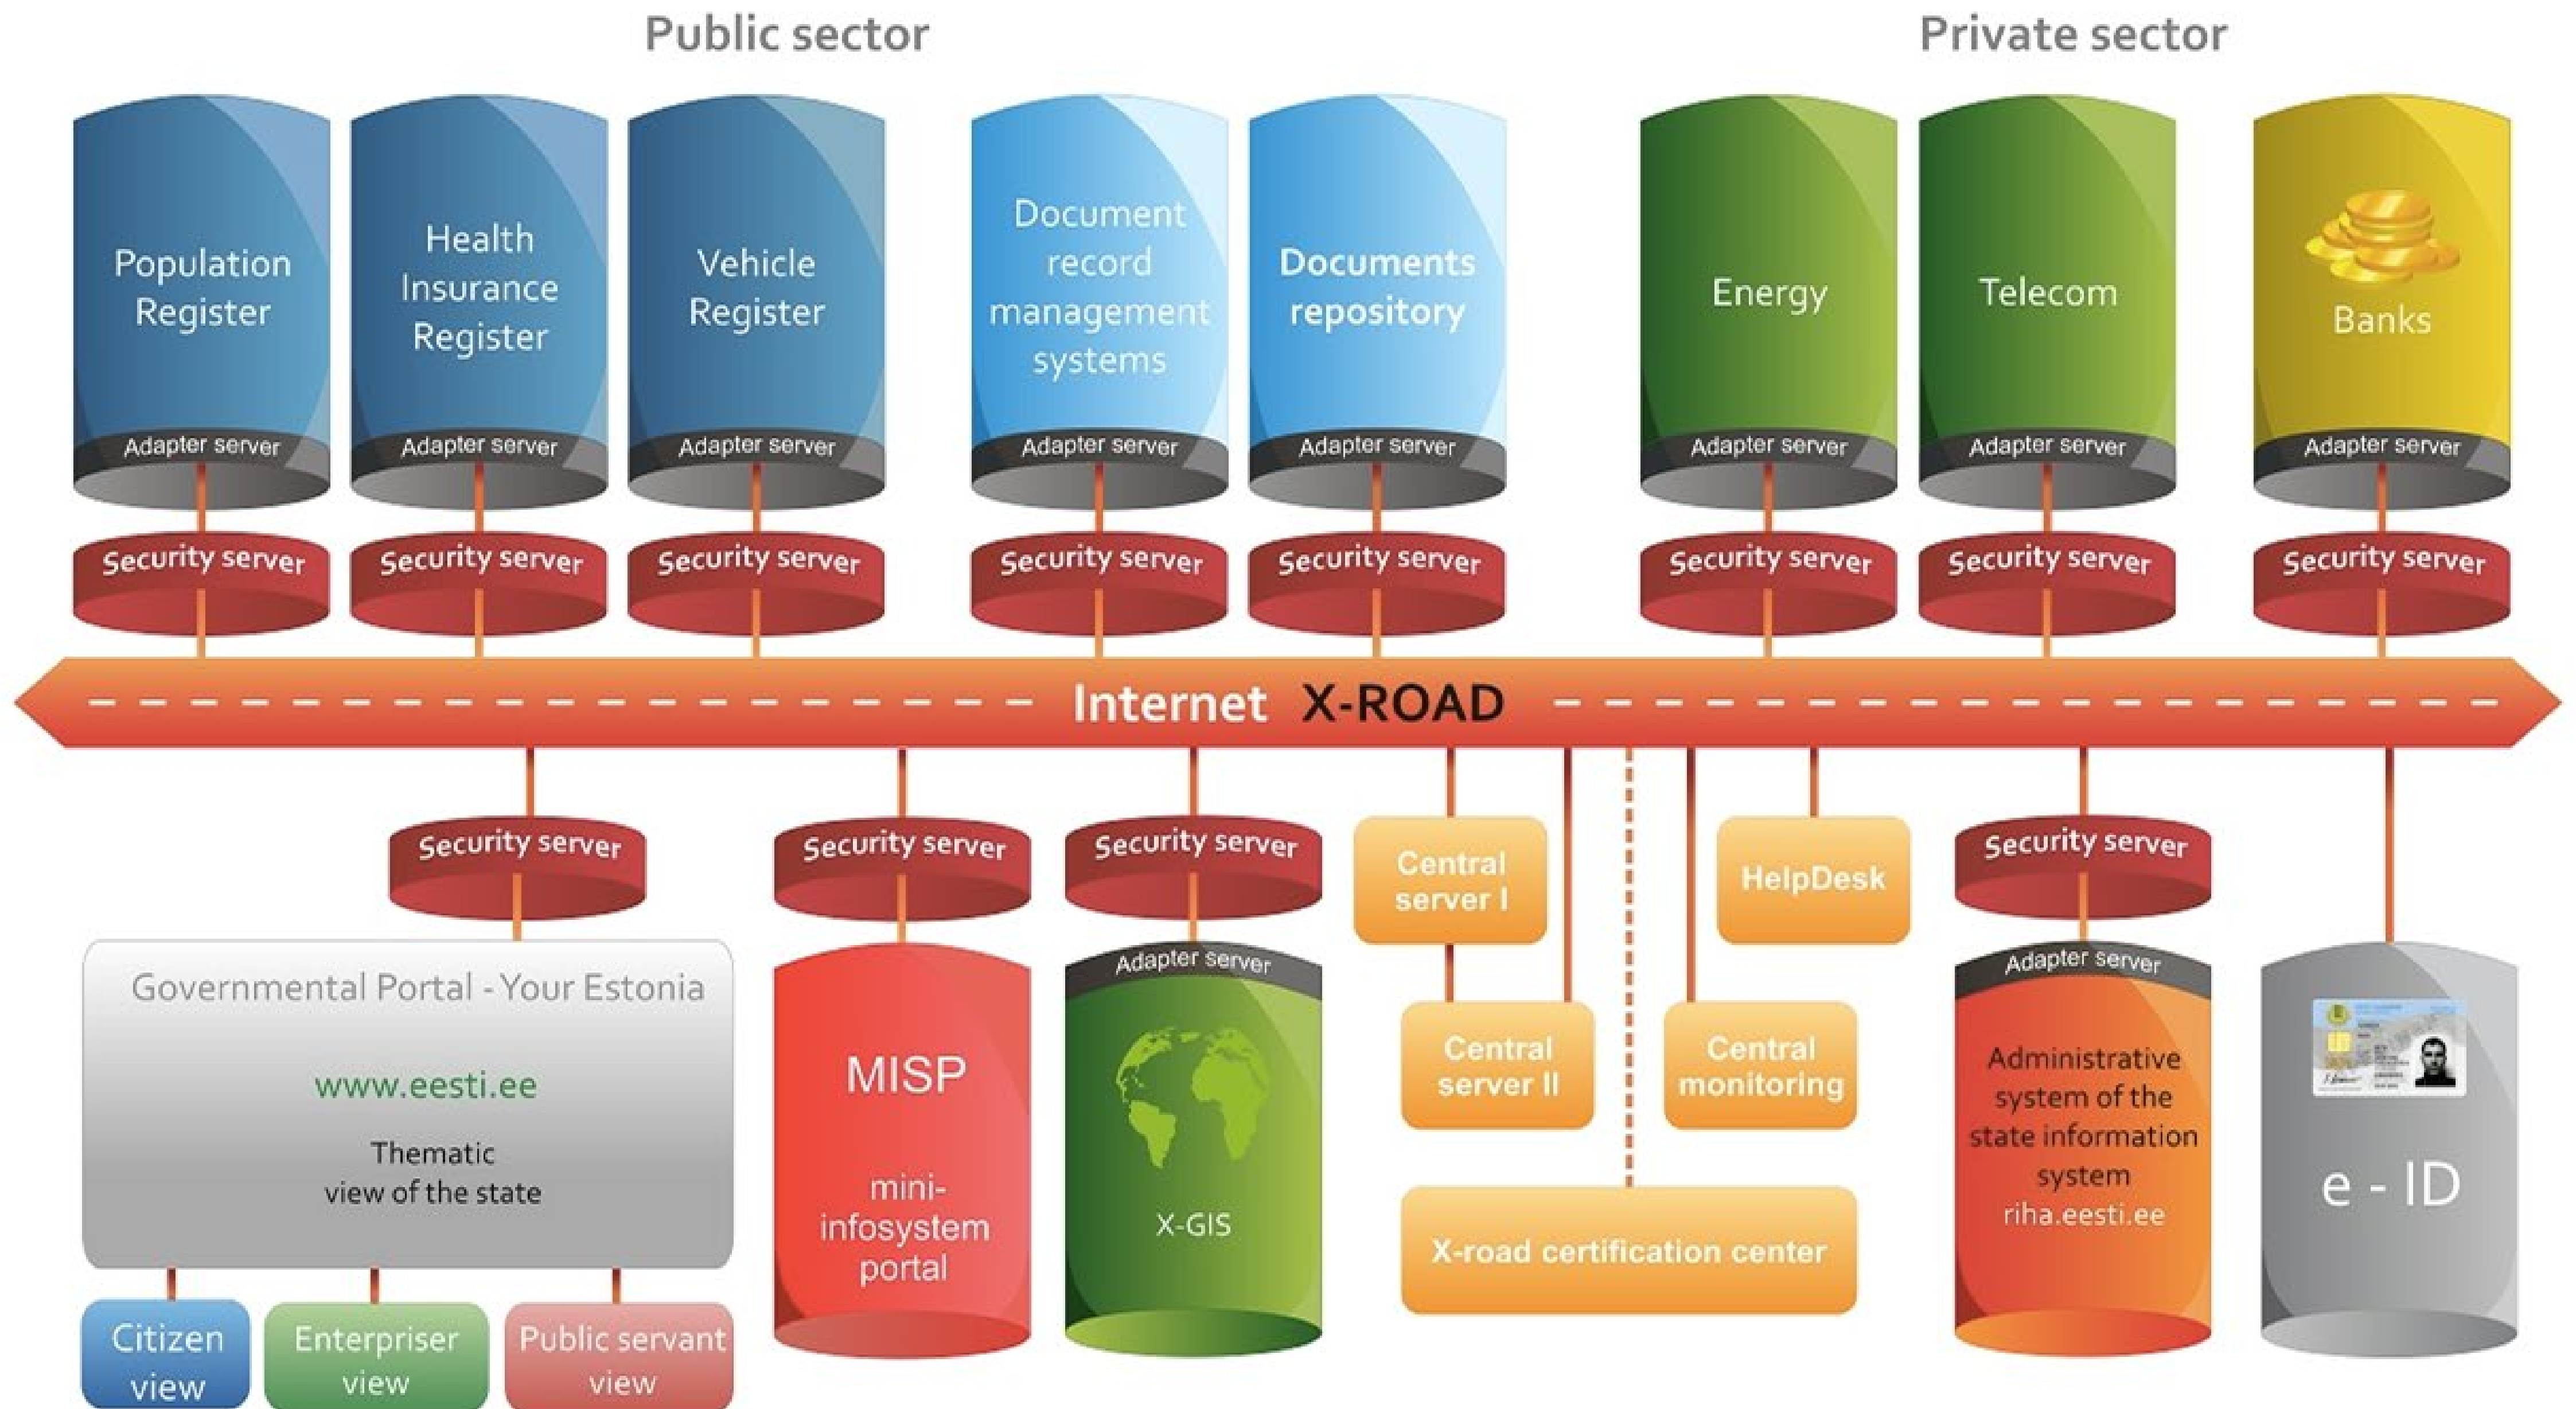 Public sector
Private sector
Population
Register
Health
Insurance
Register
Vehicle
Register
Document
record
management
systems
Documents
repository
Energy
Telecom
Banks
Adapter server
Adapter server
Adapter server
Adapter server
Adapter server
Adapter server
Adapter server
Adapter server
Security server
Security server
Security server
Security server
Security server
Security server
Security server
Security server
Internet X-ROAD
Security server
Security server
Security server
Central
server I
HelpDesk
Security server
Governmental Portal - Your Estonia
www.eesti.ee
Thematic
view of the state
Citizen
view
Enterpriser
view
Public servant
view
MISP
mini-
infosystem
portal
Adapter server
X-GIS
Central
server II
Central
monitoring
X-road certification center
Adapter server
Administrative
system of the
state information
system
riha.eesti.ee
e - ID